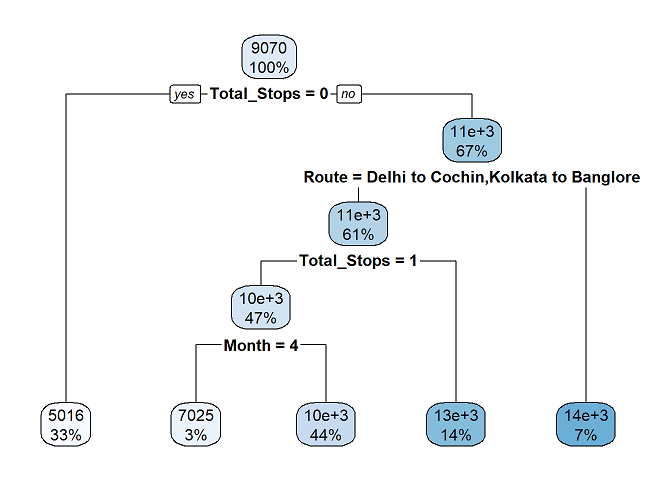 9070
100%
yes Total_Stops = 0 no
11e+3
67%
Route = Delhi to Cochin,Kolkata to Banglore
11e+3
61%
Total_Stops = 1
10e+3
47%
Month = 4
5016
33%
7025
3%
10e+3
44%
13e+3
14%
14e+3
7%